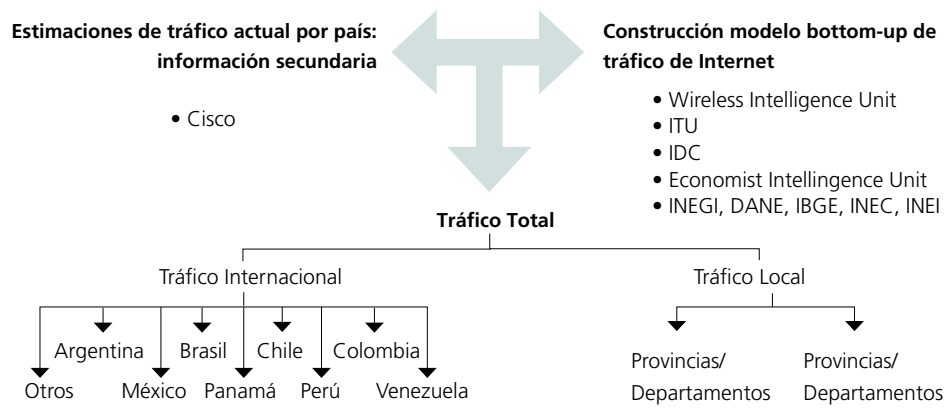 Estimaciones de tráfico actual por país:
información secundaria
• Cisco
Construcción modelo bottom-up de
tráfico de Internet
• Wireless Intelligence Unit
• ITU
• IDC
• Economist Intellingence Unit
• INEGI, DANE, IBGE, INEC, INEI
Tráfico Total
Tráfico Internacional
Tráfico Local
Argentina Brasil Chile Colombia
Otros México Panamá Perú Venezuela
Provincias/
Departamentos
Provincias/
Departamentos